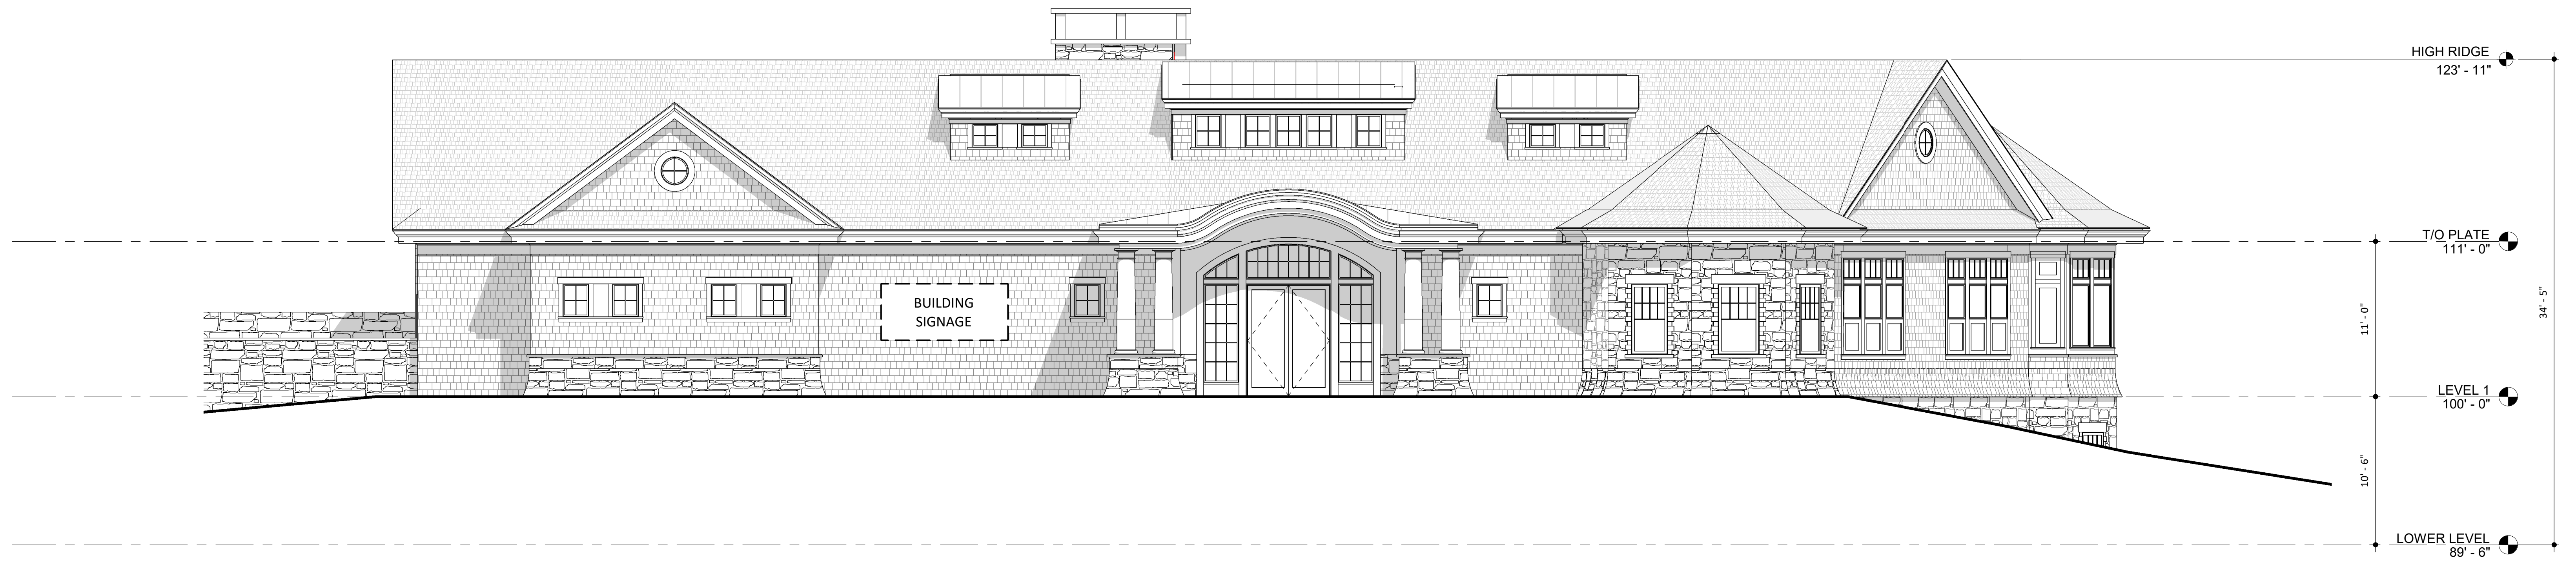 HIGH RIDGE
123' - 11"
T/O PLATE
111' - 0"
BUILDING
SIGNAGE
34' - 5"
11' - 0"
LEVEL 1
100' - 0"
10' - 6"
LOWER LEVEL
89' - 6"